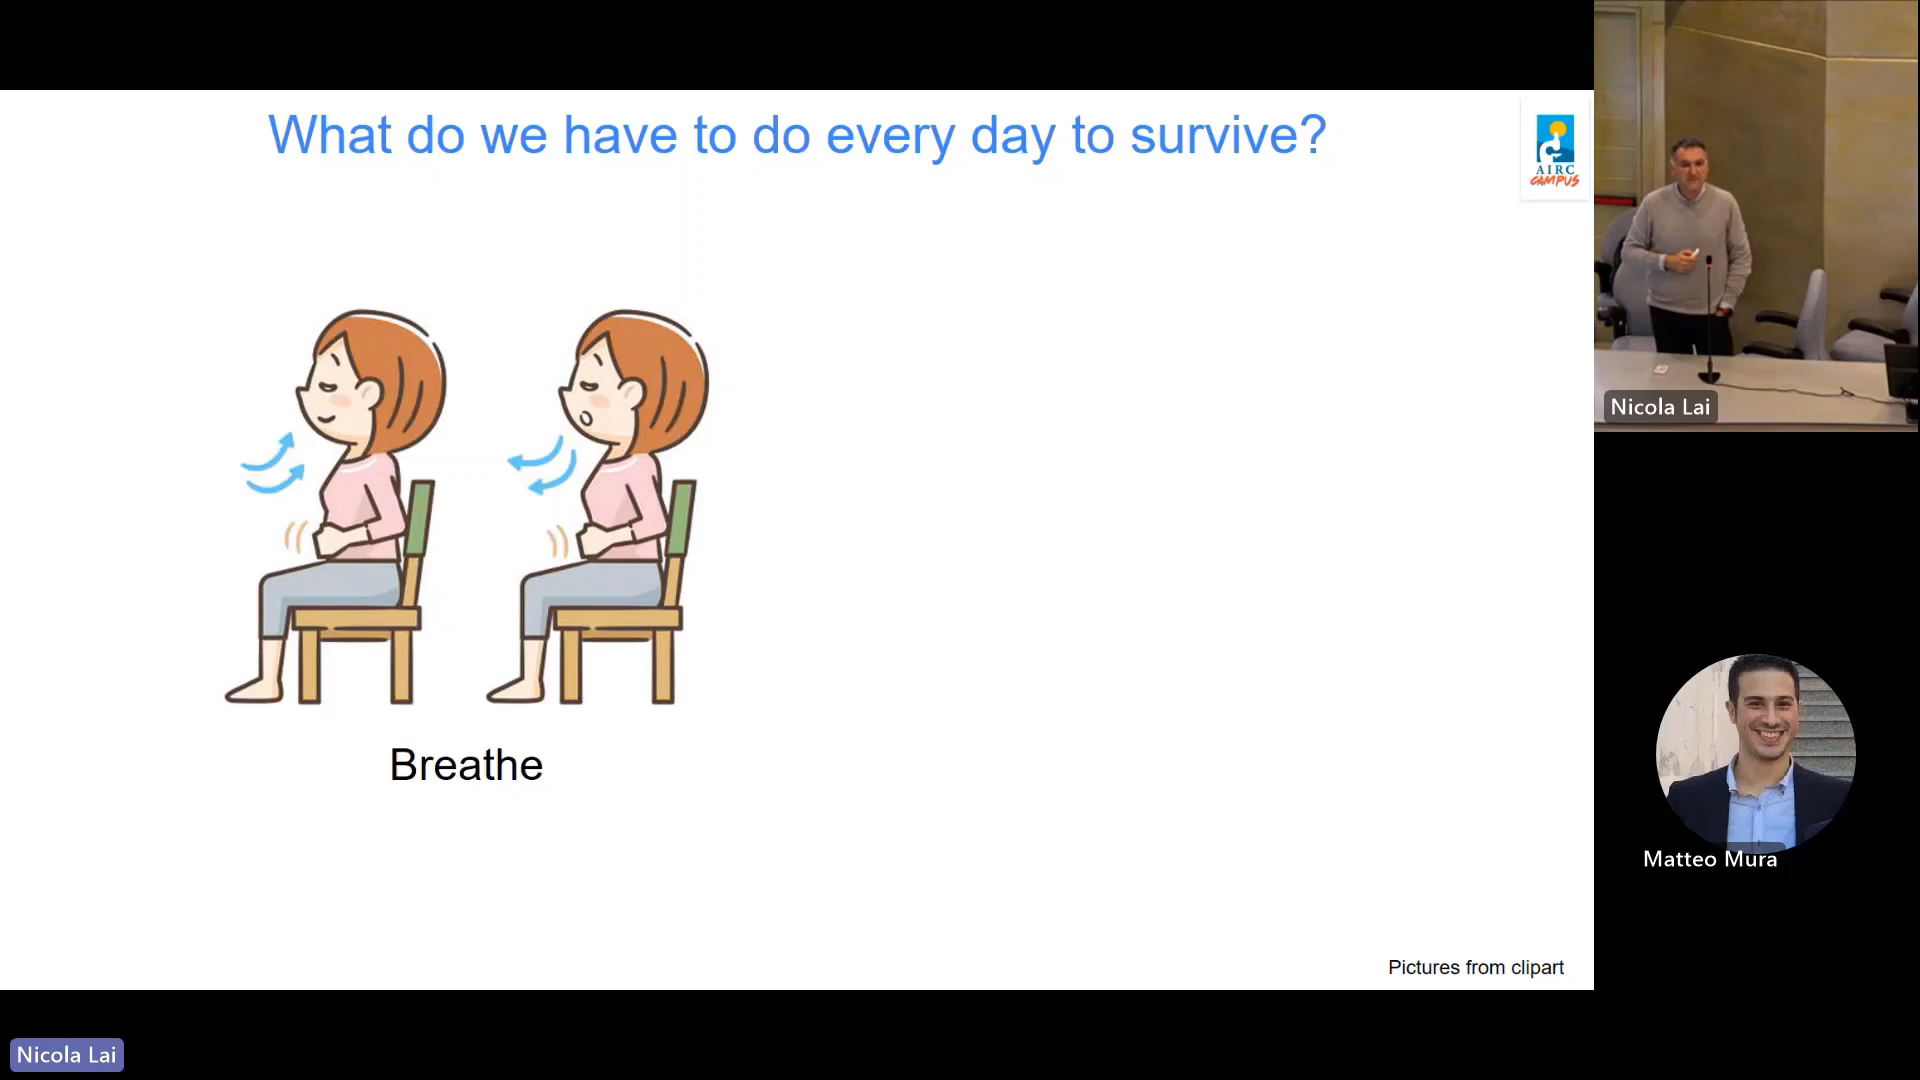 What do we have to do every day to survive?
AIRC
CAMPUS
Nicola Lai
Breathe
Matteo Mura
Pictures from clipart
Nicola Lai